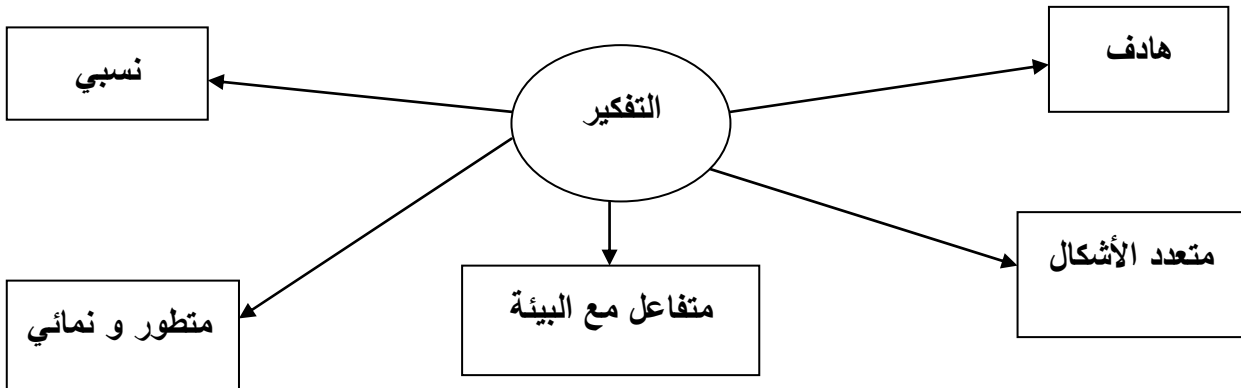 هادف
التفكير
نسبي
متعدد الأشكال
متفاعل مع البيئة
متطور و نمائي